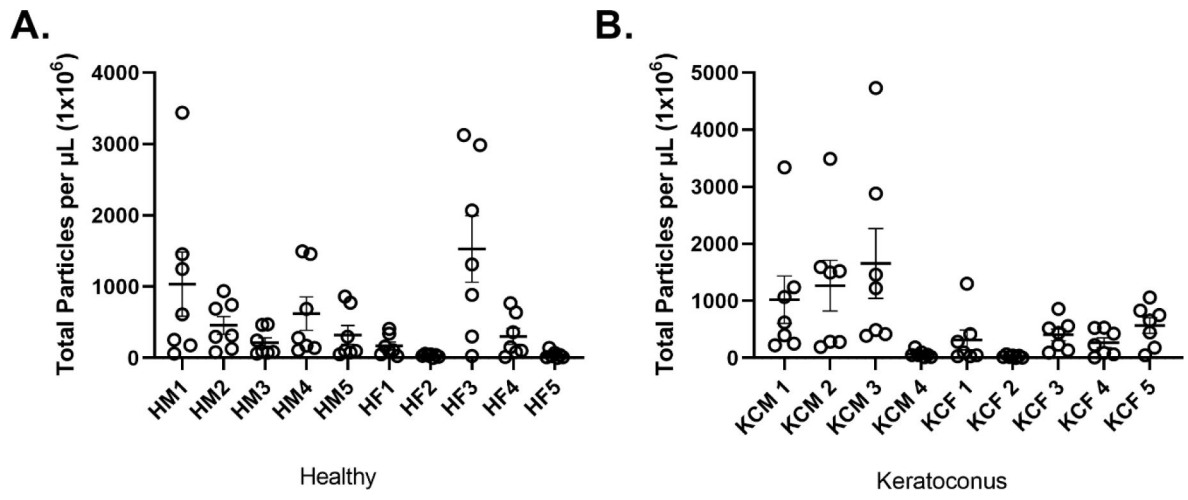 A.
Total Particles per µL (1x10⁶)
4000
3000
2000
1000
0
HM1
HM2
HM3
HM4
HM5
HF1
HF2
HF3
HF4
HF5
Healthy
B.
Total Particles per µL (1x10⁶)
5000
4000
3000
2000
1000
0
KCM 1
KCM 2
KCM 3
KCM 4
KCF 1
KCF 2
KCF 3
KCF 4
KCF 5
Keratoconus